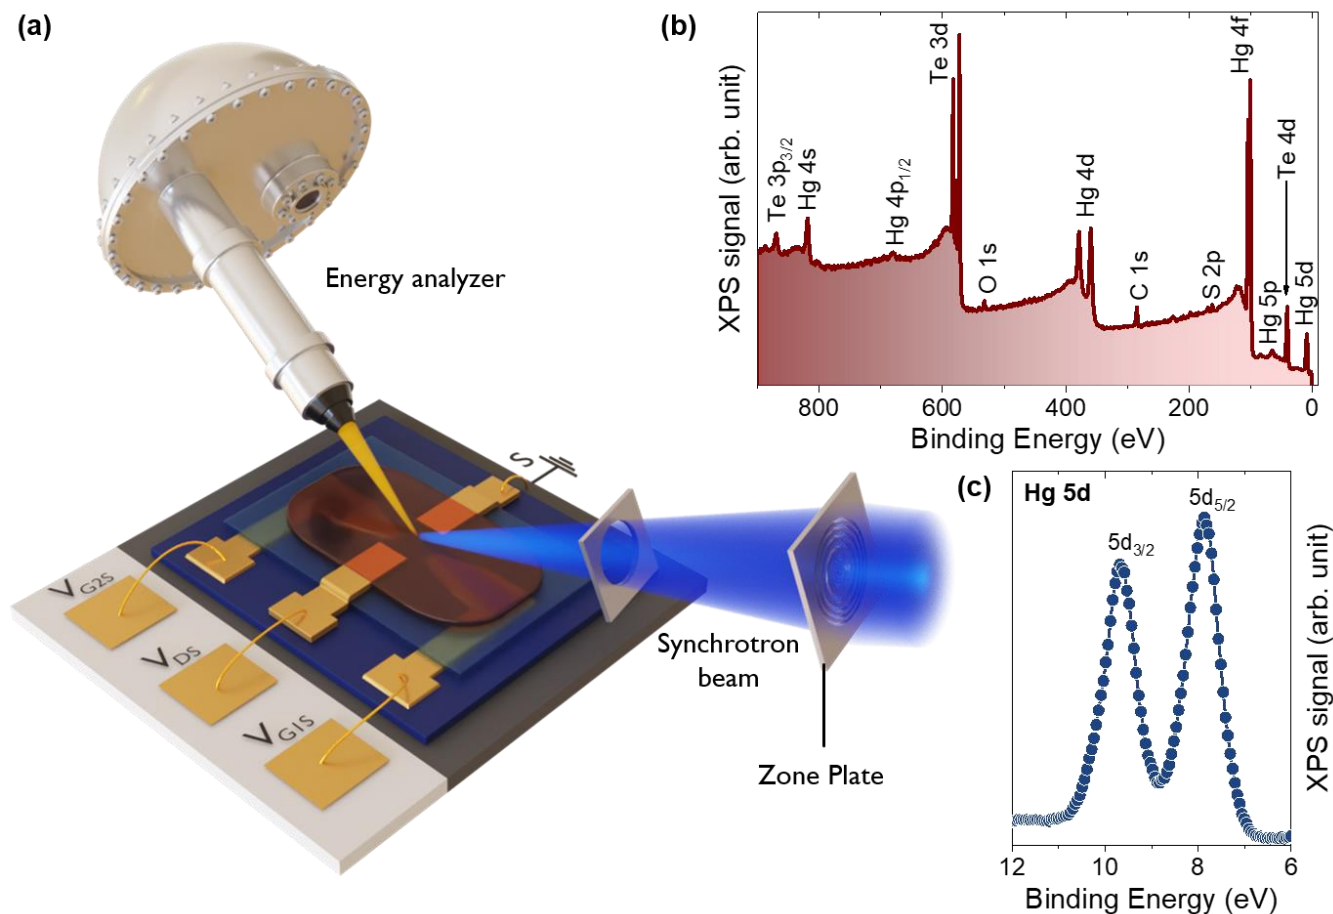 (a)
Energy analyzer
S
V_G2S
V_DS
V_G1S
Synchrotron
beam
Zone Plate
(b)
XPS signal (arb. unit)
Te 3p3/2
Hg 4s
Hg 4p1/2
Te 3d
O 1s
Hg 4d
C 1s
S 2p
Hg 4f
Hg 5p
Te 4d
Hg 5d
800 600 400 200 0
Binding Energy (eV)
(c)
Hg 5d
5d3/2
5d5/2
XPS signal (arb. unit)
12 10 8 6
Binding Energy (eV)